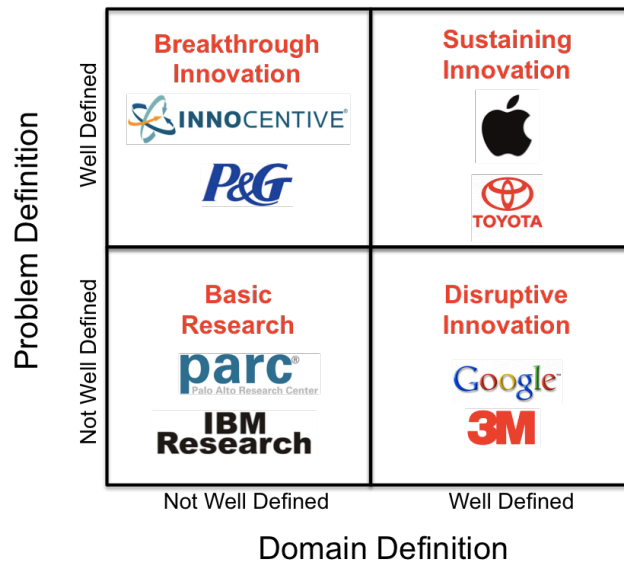 Problem Definition
Well Defined
Not Well Defined
Breakthrough
Innovation
INNOCENTIVE®
P&G
Sustaining
Innovation
TOYOTA
Basic
Research
parc®
Palo Alto Research Center
IBM
Research
Disruptive
Innovation
Google™
3M
Not Well Defined
Well Defined
Domain Definition